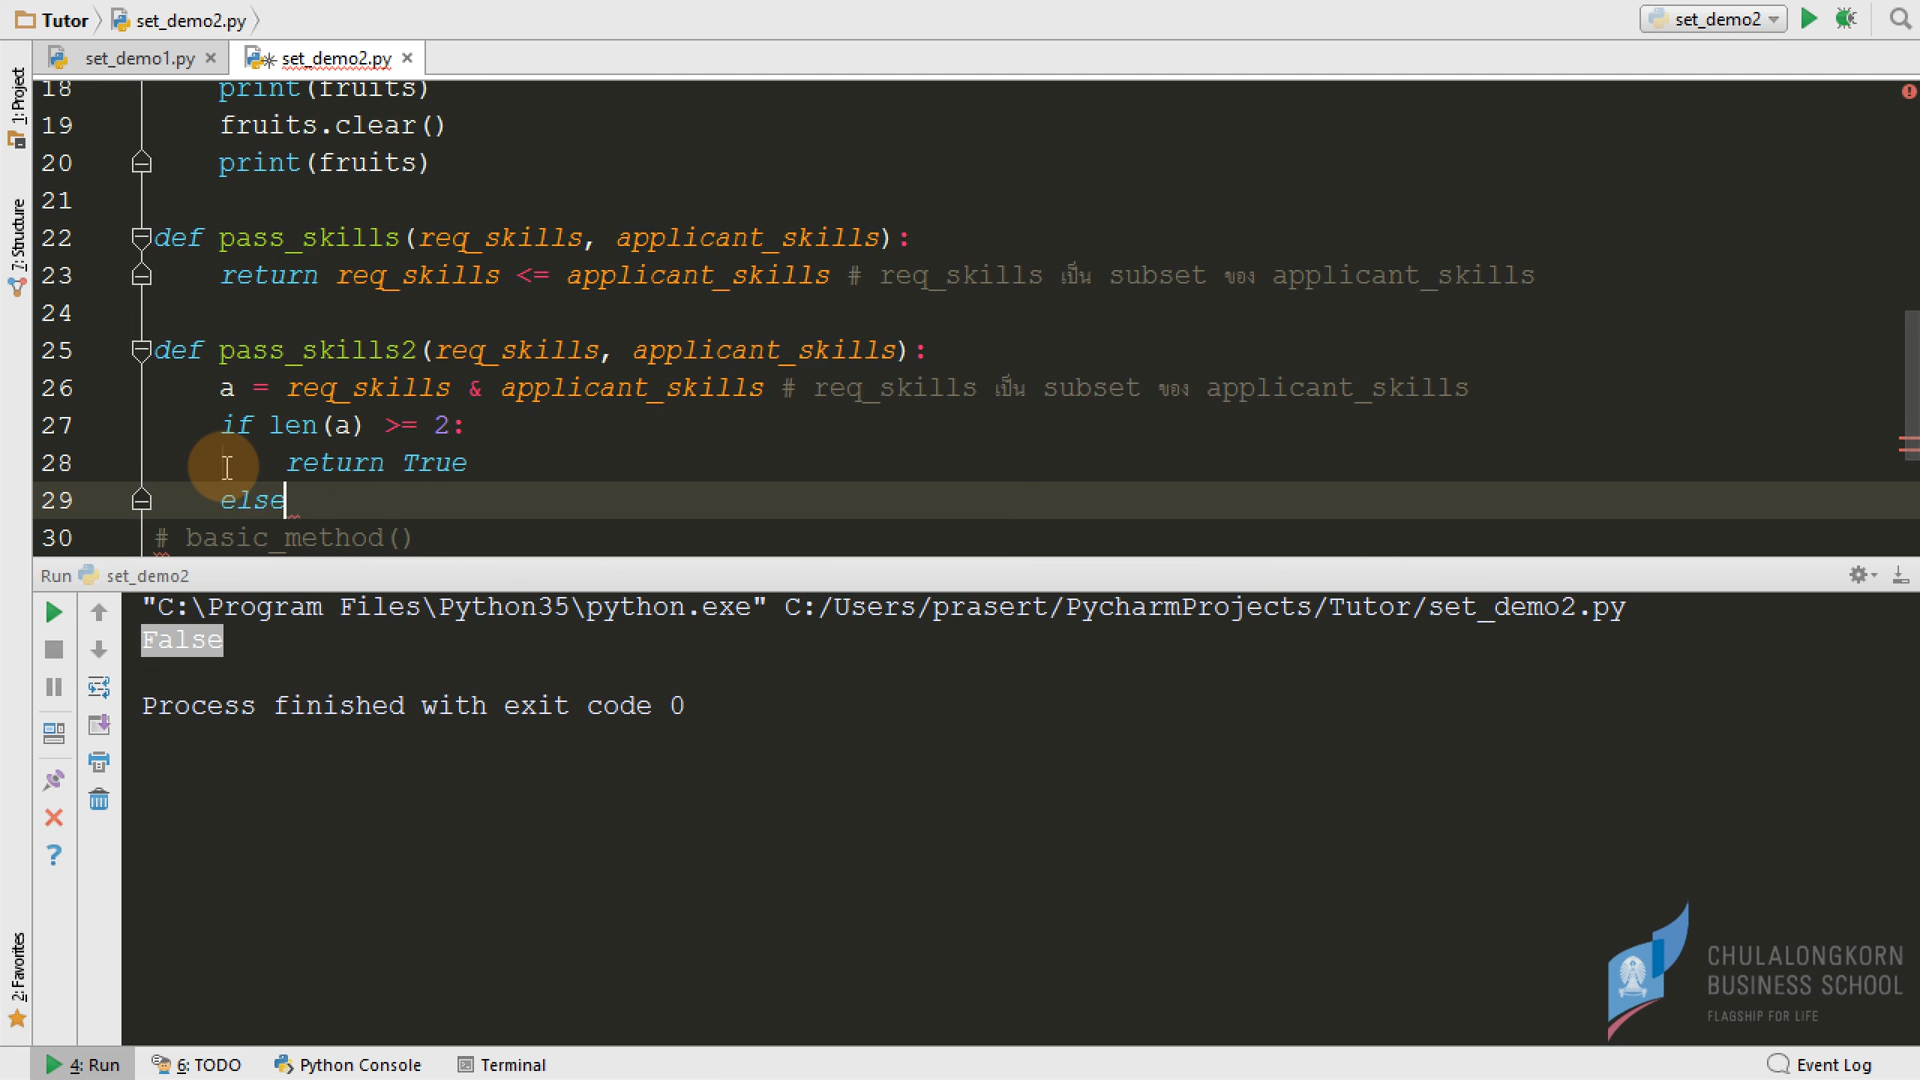 Tutor set_demo2.py set_demo2
set_demo1.py set_demo2.py
1: Project
7: Structure
2: Favorites
18 print(fruits)
19 fruits.clear()
20 print(fruits)
21
22 def pass_skills(req_skills, applicant_skills):
23 return req_skills <= applicant_skills # req_skills เป็น subset ของ applicant_skills
24
25 def pass_skills2(req_skills, applicant_skills):
26 a = req_skills & applicant_skills # req_skills เป็น subset ของ applicant_skills
27 if len(a) >= 2:
28 return True
29 else
30 # basic_method()
Run set_demo2
"C:\Program Files\Python35\python.exe" C:/Users/prasert/PycharmProjects/Tutor/set_demo2.py
False
Process finished with exit code 0
CHULALONGKORN
BUSINESS SCHOOL
FLAGSHIP FOR LIFE
4: Run 6: TODO Python Console Terminal Event Log